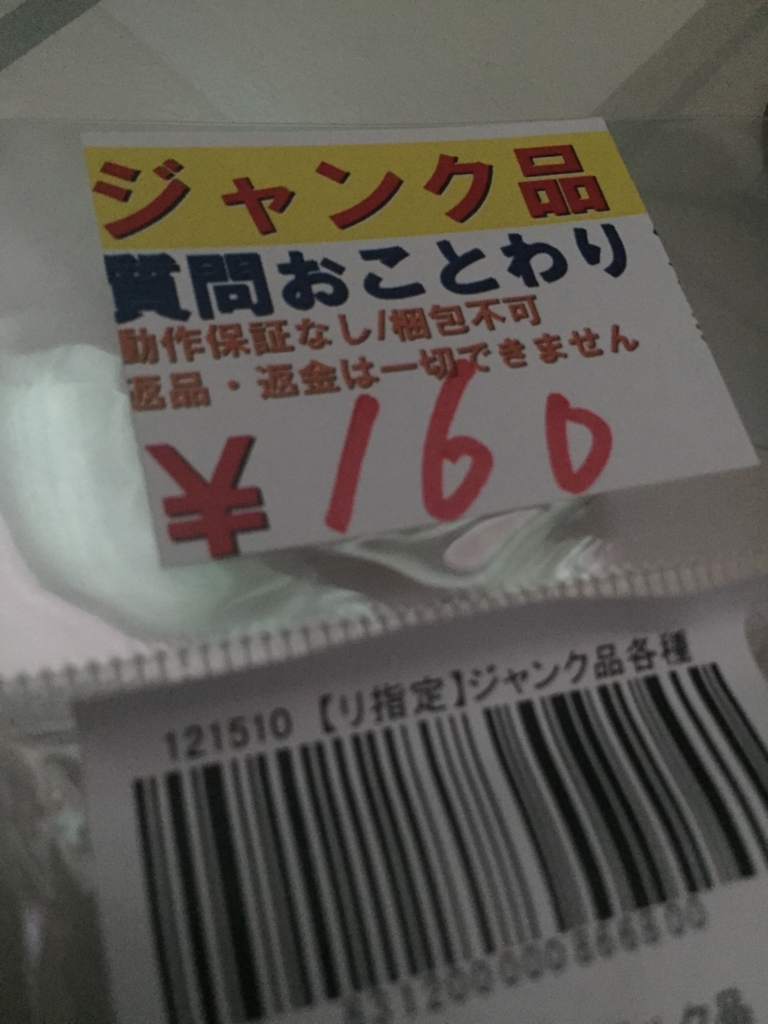 ジャンク品
質問おことわり
動作保証なし/梱包不可
返品・返金は一切できません
¥160
121510 【リ指定】ジャンク品各種